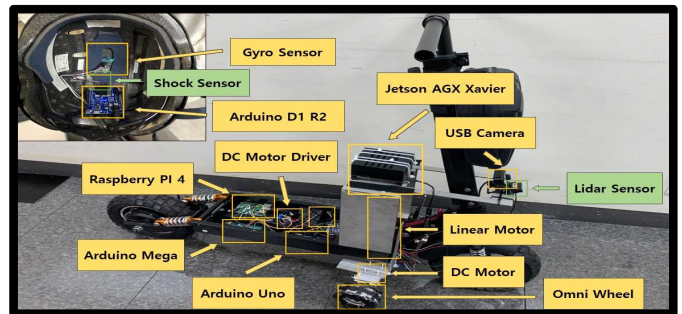 Gyro Sensor
Shock Sensor
Arduino D1 R2
Jetson AGX Xavier
USB Camera
DC Motor Driver
Raspberry PI 4
Lidar Sensor
Linear Motor
Arduino Mega
DC Motor
Arduino Uno
Omni Wheel